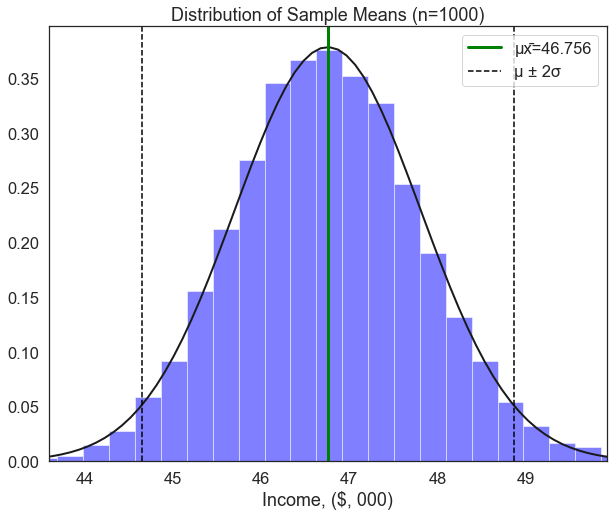 Distribution of Sample Means (n=1000)
μx̄=46.756
μ ± 2σ
0.35
0.30
0.25
0.20
0.15
0.10
0.05
0.00
44 45 46 47 48 49
Income, ($, 000)